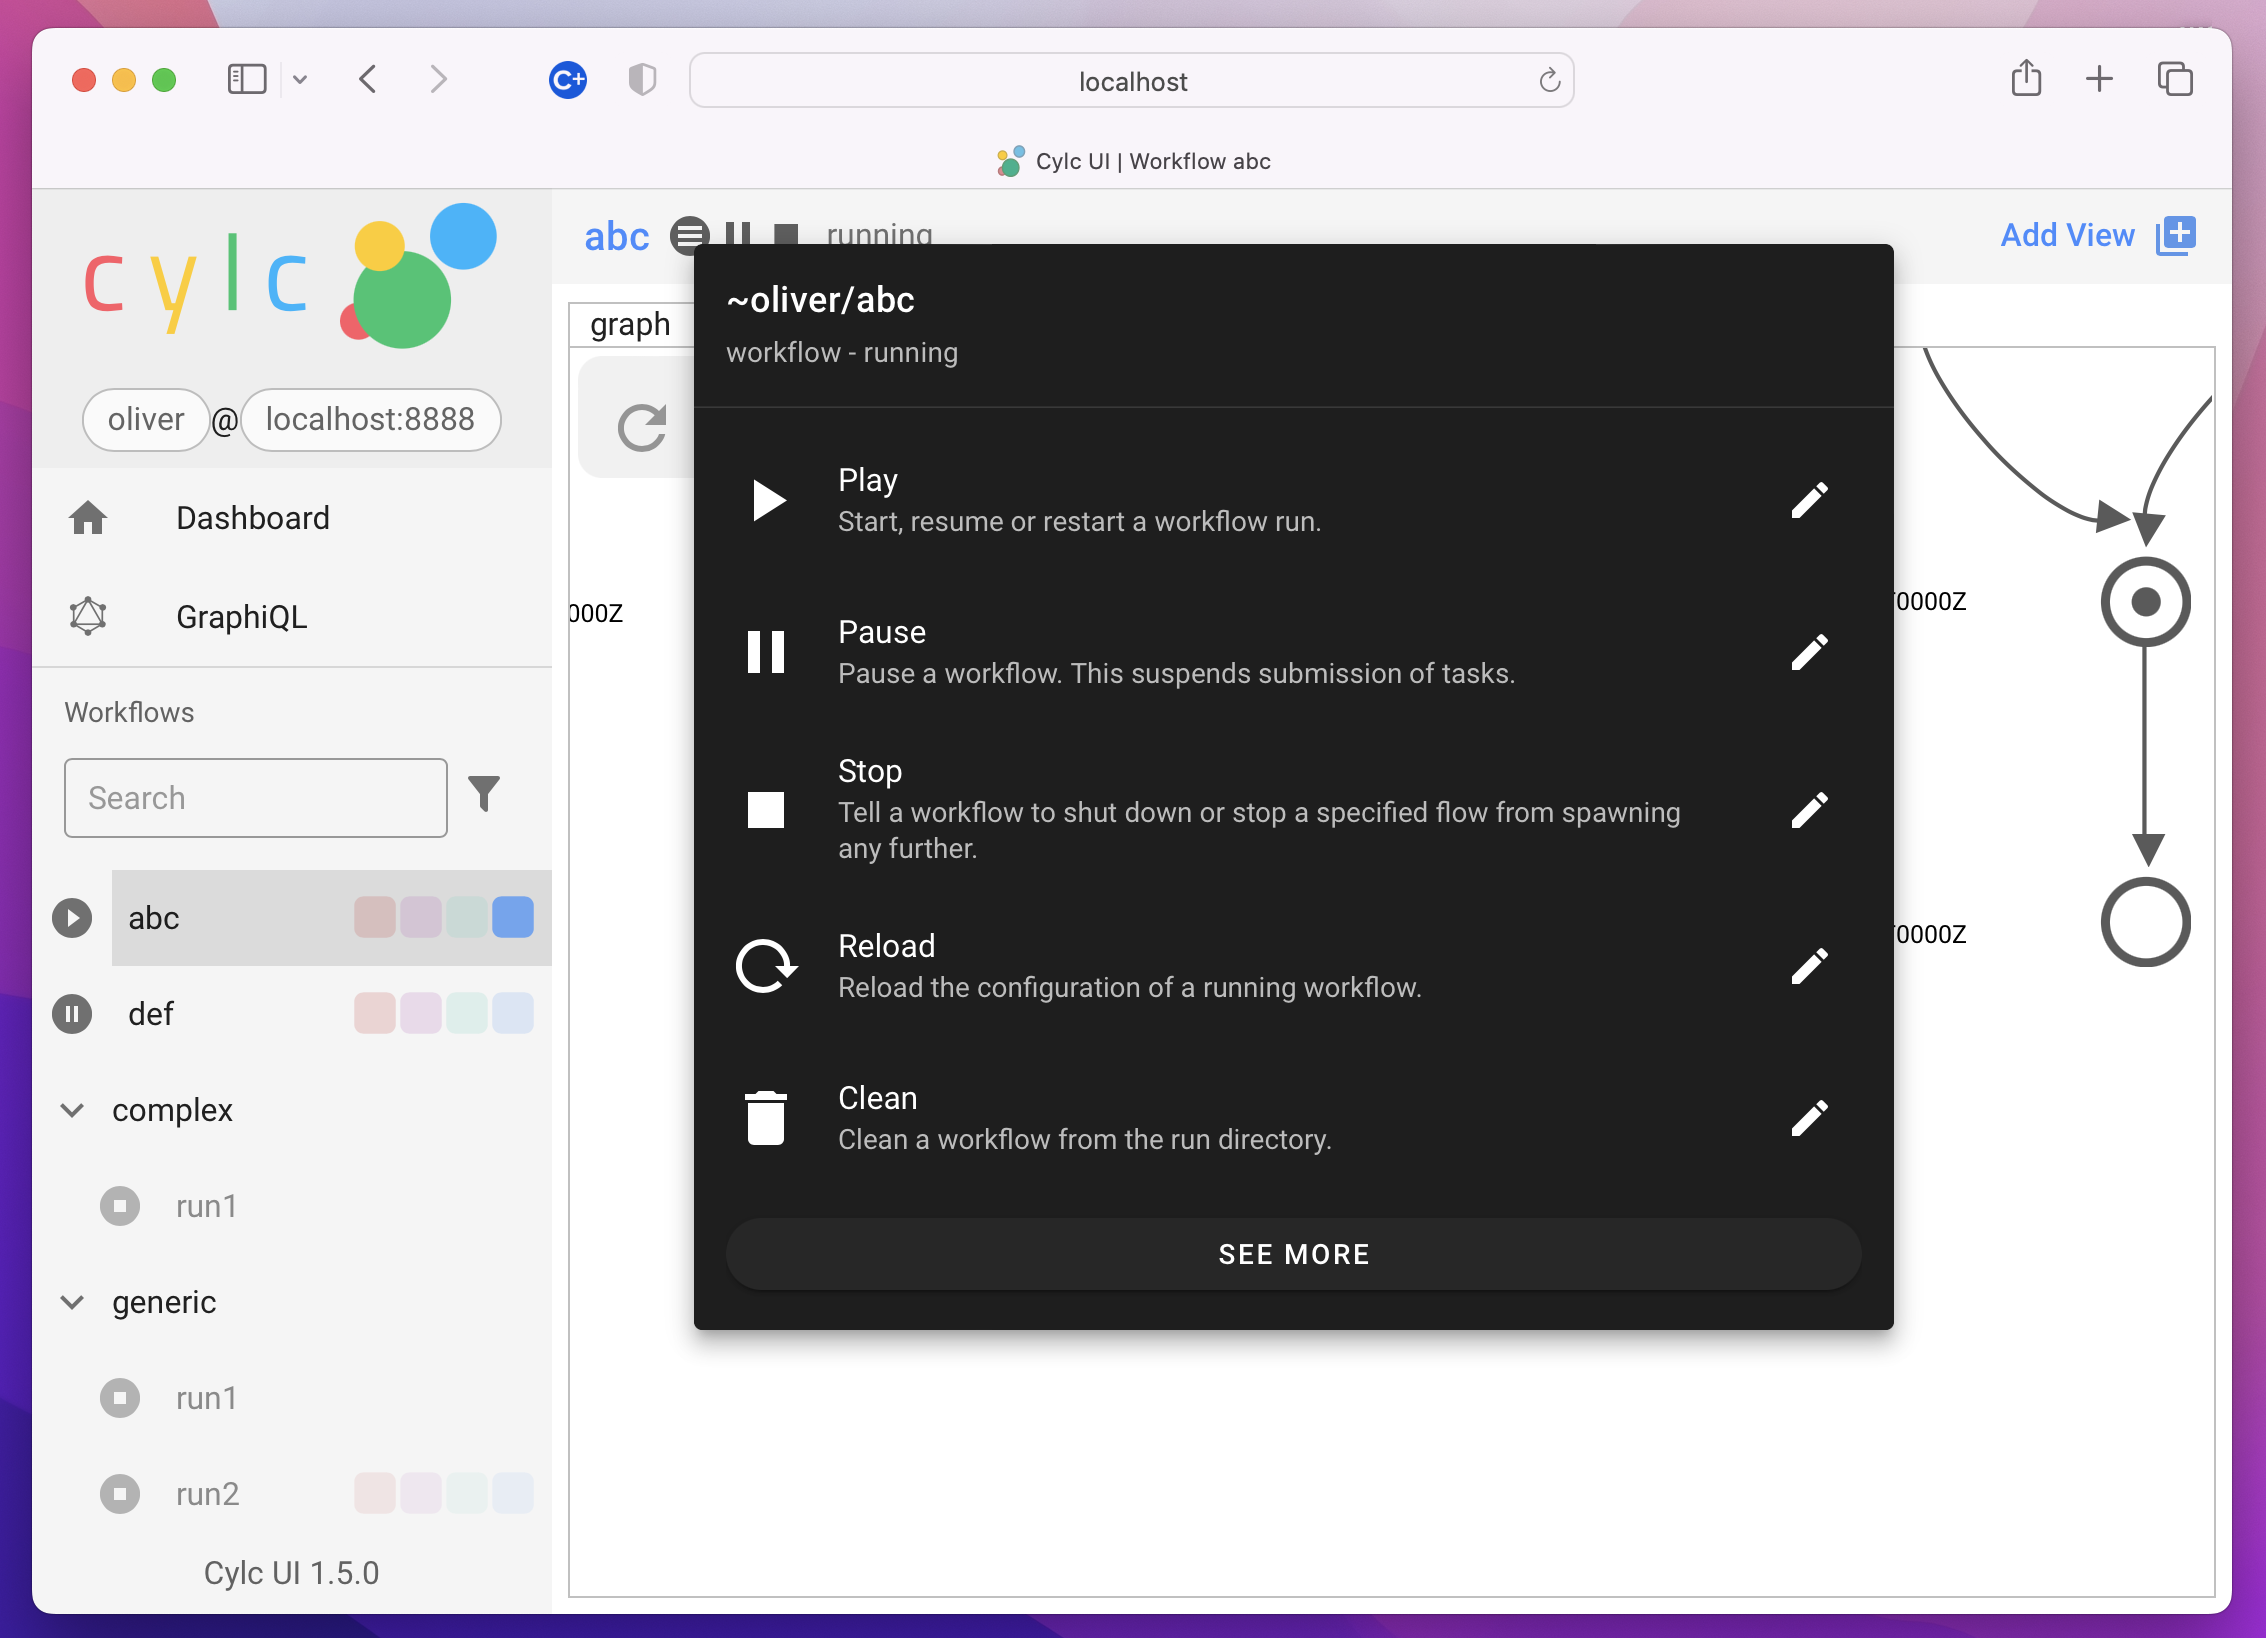 localhost
Cylc UI | Workflow abc
cylc
oliver@localhost:8888
Dashboard
GraphiQL
Workflows
Search
abc
def
complex
run1
generic
run1
run2
Cylc UI 1.5.0
abc running
Add View
graph
000Z
~oliver/abc
workflow - running
Play
Start, resume or restart a workflow run.
Pause
Pause a workflow. This suspends submission of tasks.
Stop
Tell a workflow to shut down or stop a specified flow from spawning
any further.
Reload
Reload the configuration of a running workflow.
Clean
Clean a workflow from the run directory.
SEE MORE
0000Z
0000Z